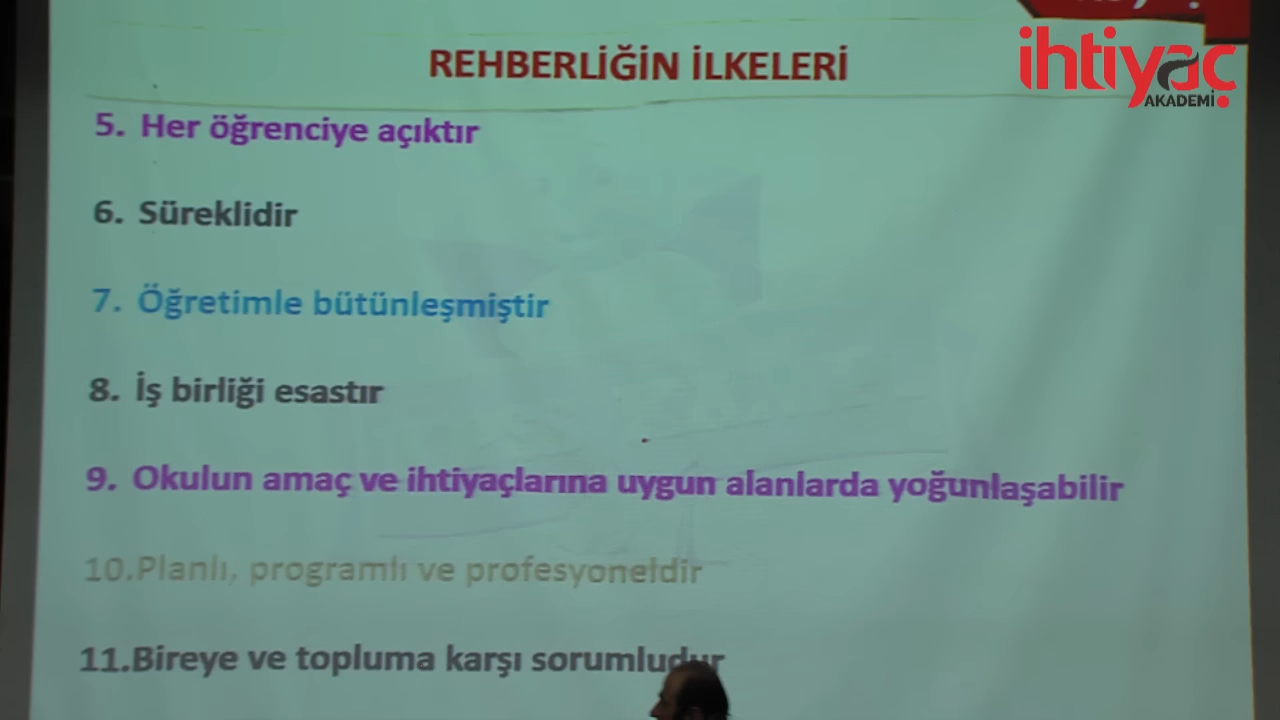 ihtiyaç
AKADEMİ
REHBERLİĞİN İLKELERİ
5. Her öğrenciye açıktır
6. Süreklidir
7. Öğretimle bütünleşmiştir
8. İş birliği esastır
9. Okulun amaç ve ihtiyaçlarına uygun alanlarda yoğunlaşabilir
10.Planlı, programlı ve profesyoneldir
11.Bireye ve topluma karşı sorumludur